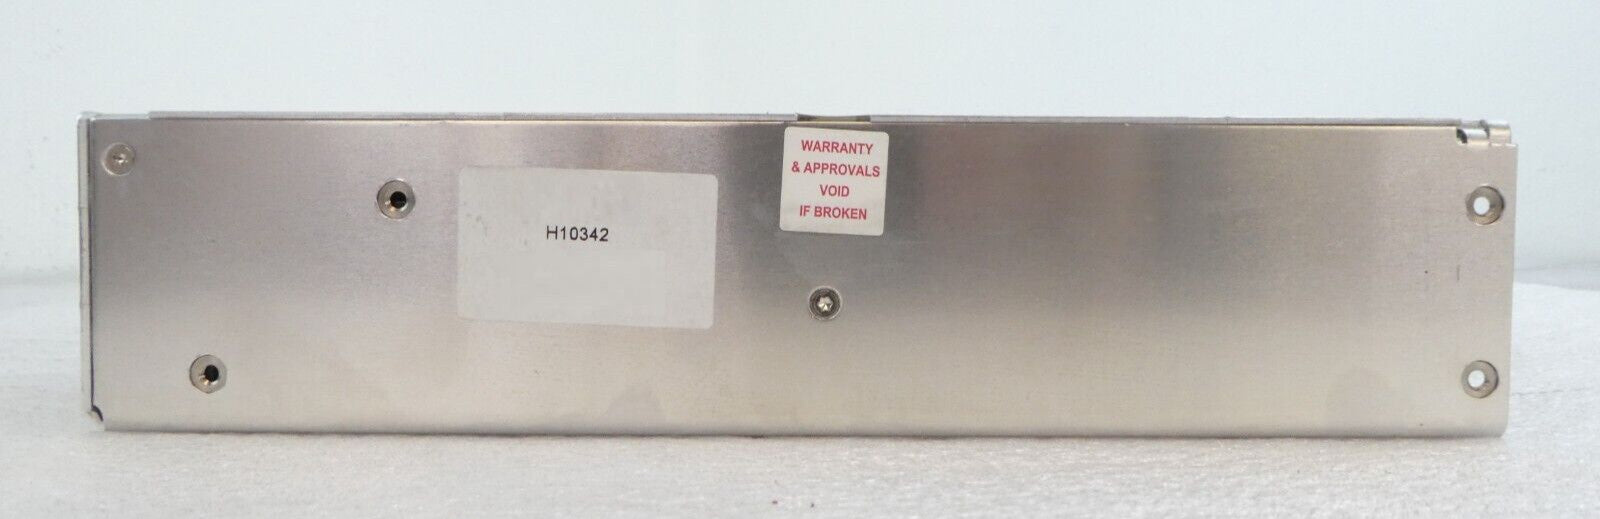 H10342
WARRANTY
& APPROVALS
VOID
IF BROKEN